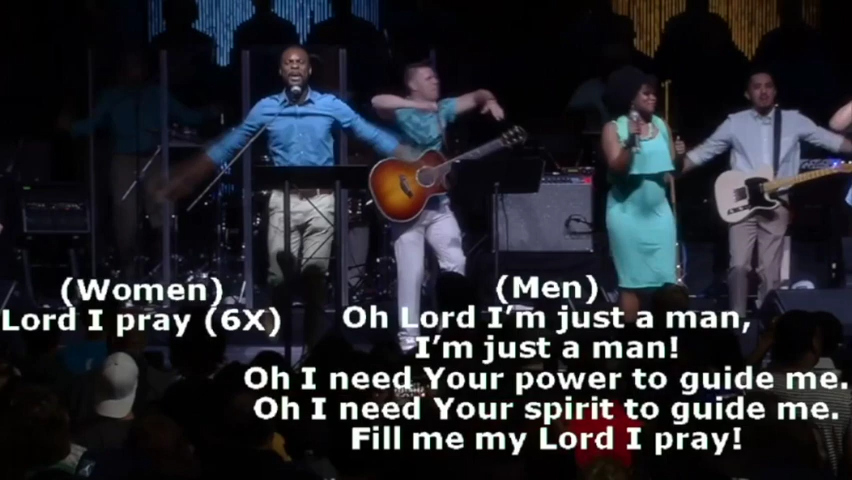 (Women)
Lord I pray (6X)
(Men)
Oh Lord I'm just a man,
I'm just a man!
Oh I need Your power to guide me.
Oh I need Your spirit to guide me.
Fill me my Lord I pray!